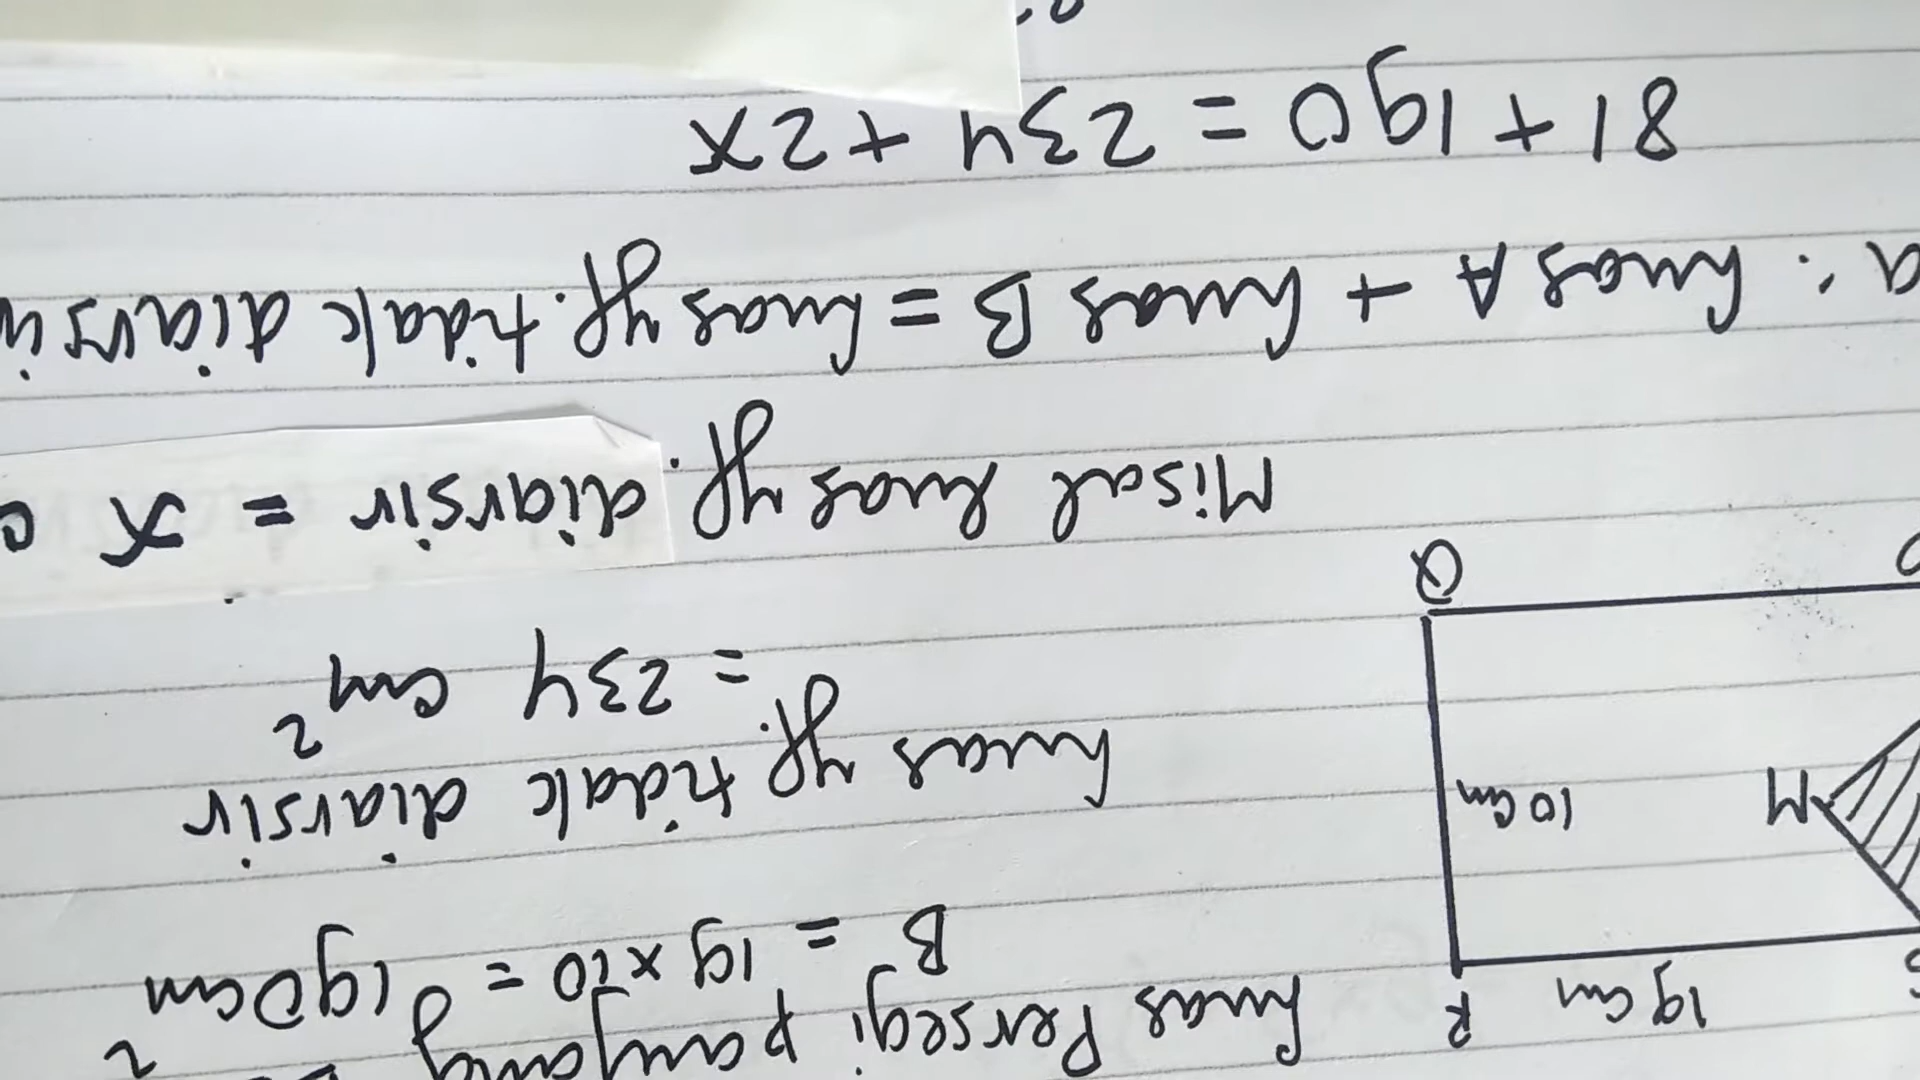 19 cm R Luas Persegi panjang
B = 19 x 10 = 190 cm²
10 cm
M
Luas yg. tidak diarsir
= 234 cm²
Q
Misal Luas yg. diarsir = x
: Luas A + Luas B = Luas yg. tidak diarsir
81 + 190 = 234 + 2x